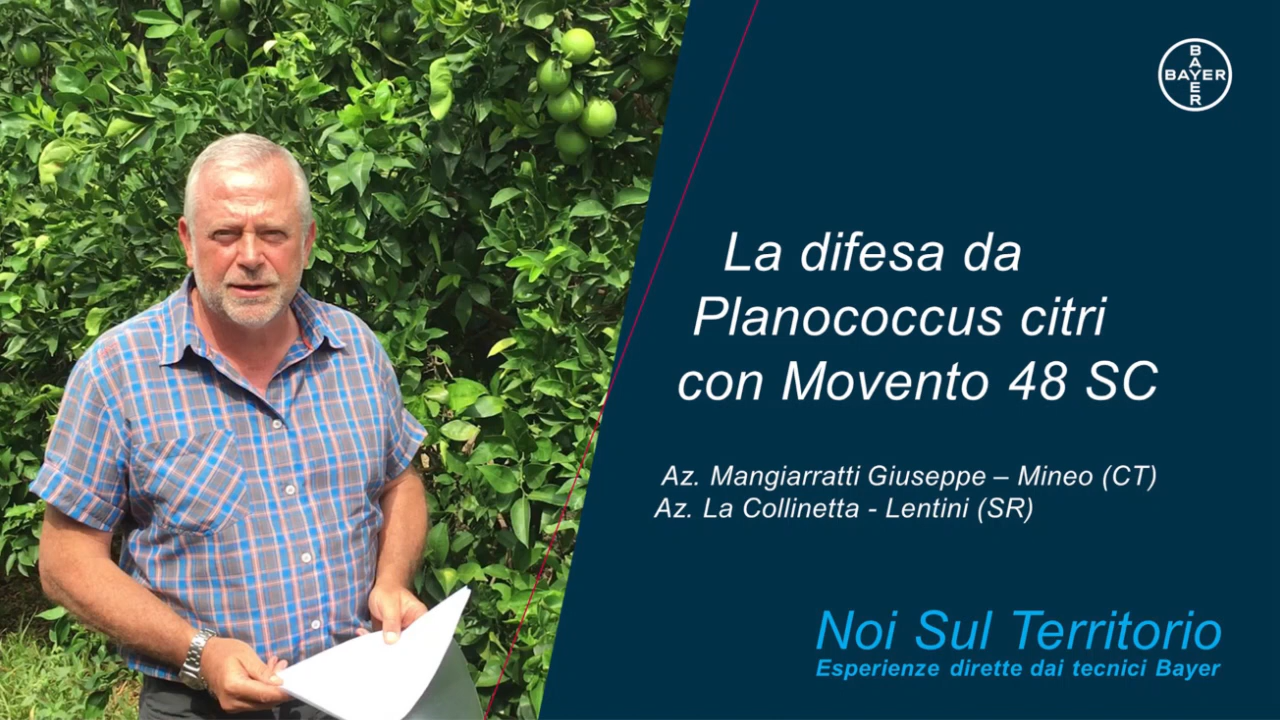 BAYER
BAYER
La difesa da
Planococcus citri
con Movento 48 SC
Az. Mangiarratti Giuseppe – Mineo (CT)
Az. La Collinetta - Lentini (SR)
Noi Sul Territorio
Esperienze dirette dai tecnici Bayer